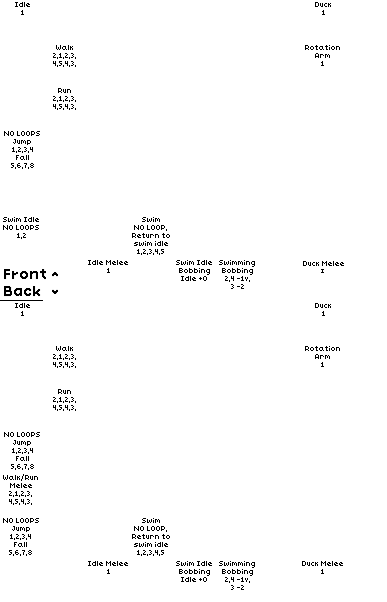 Idle
1
Duck
1
Walk
2,1,2,3,
4,5,4,3,
Rotation
Arm
1
Run
2,1,2,3,
4,5,4,3,
NO LOOPS
Jump
1,2,3,4
Fall
5,6,7,8
Swim Idle
NO LOOPS
1,2
Swim
NO LOOP,
Return to
swim idle
1,2,3,4,5
Idle Melee
1
Swim Idle
Bobbing
Idle +0
Swimming
Bobbing
2,4 -1v,
3 -2
Duck Melee
1
Front ^
Back ˅
Idle
1
Duck
1
Walk
2,1,2,3,
4,5,4,3,
Rotation
Arm
1
Run
2,1,2,3,
4,5,4,3,
NO LOOPS
Jump
1,2,3,4
Fall
5,6,7,8
Walk/Run
Melee
2,1,2,3,
4,5,4,3,
NO LOOPS
Jump
1,2,3,4
Fall
5,6,7,8
Swim
NO LOOP,
Return to
swim idle
1,2,3,4,5
Idle Melee
1
Swim Idle
Bobbing
Idle +0
Swimming
Bobbing
2,4 -1v,
3 -2
Duck Melee
1